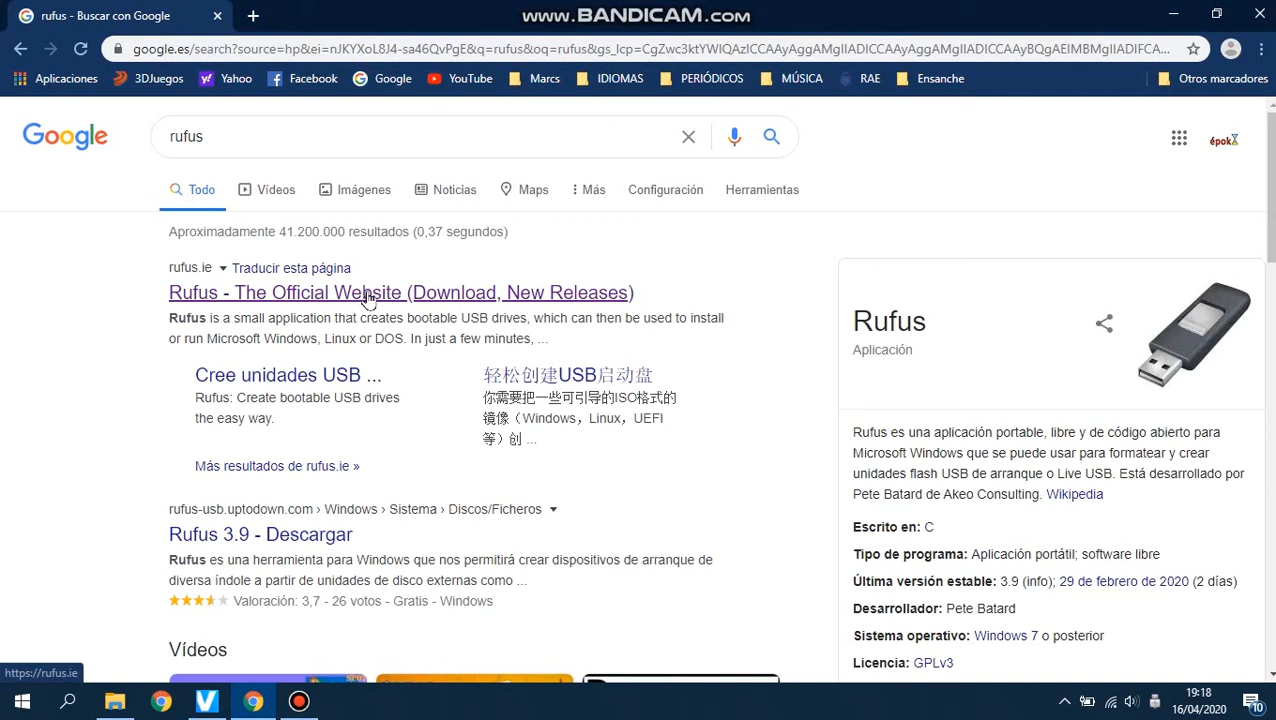 rufus - Buscar con Google
www.BANDICAM.com
google.es/search?source=hp&ei=nJKYXoL8J4-sa46QvPgE&q=rufus&oq=rufus&gs_lcp=CgZwc3ktYWIQAzICCAAyAggAMgIIADICCAAyBQgAEIMBMgIIADIFCA...
Aplicaciones
3DJuegos
Yahoo
Facebook
Google
YouTube
Marcs
IDIOMAS
PERIÓDICOS
MÚSICA
RAE
Ensanche
Otros marcadores
Google
rufus
épok
Todo
Vídeos
Imágenes
Noticias
Maps
Más
Configuración
Herramientas
Aproximadamente 41.200.000 resultados (0,37 segundos)
rufus.ie Traducir esta página
Rufus - The Official Website (Download, New Releases)
Rufus is a small application that creates bootable USB drives, which can then be used to install
or run Microsoft Windows, Linux or DOS. In just a few minutes, ...
Cree unidades USB ...
Rufus: Create bootable USB drives
the easy way.
轻松创建USB启动盘
你需要把一些可引导的ISO格式的
镜像（Windows，Linux，UEFI
等）创 ...
Más resultados de rufus.ie »
rufus-usb.uptodown.com › Windows › Sistema › Discos/Ficheros
Rufus 3.9 - Descargar
Rufus es una herramienta para Windows que nos permitirá crear dispositivos de arranque de
diversa índole a partir de unidades de disco externas como ...
Valoración: 3,7 - 26 votos - Gratis - Windows
Vídeos
Rufus
Aplicación
Rufus es una aplicación portable, libre y de código abierto para
Microsoft Windows que se puede usar para formatear y crear
unidades flash USB de arranque o Live USB. Está desarrollado por
Pete Batard de Akeo Consulting. Wikipedia
Escrito en: C
Tipo de programa: Aplicación portátil; software libre
Última versión estable: 3.9 (info); 29 de febrero de 2020 (2 días)
Desarrollador: Pete Batard
Sistema operativo: Windows 7 o posterior
Licencia: GPLv3
https://rufus.ie
19:18
16/04/2020
10